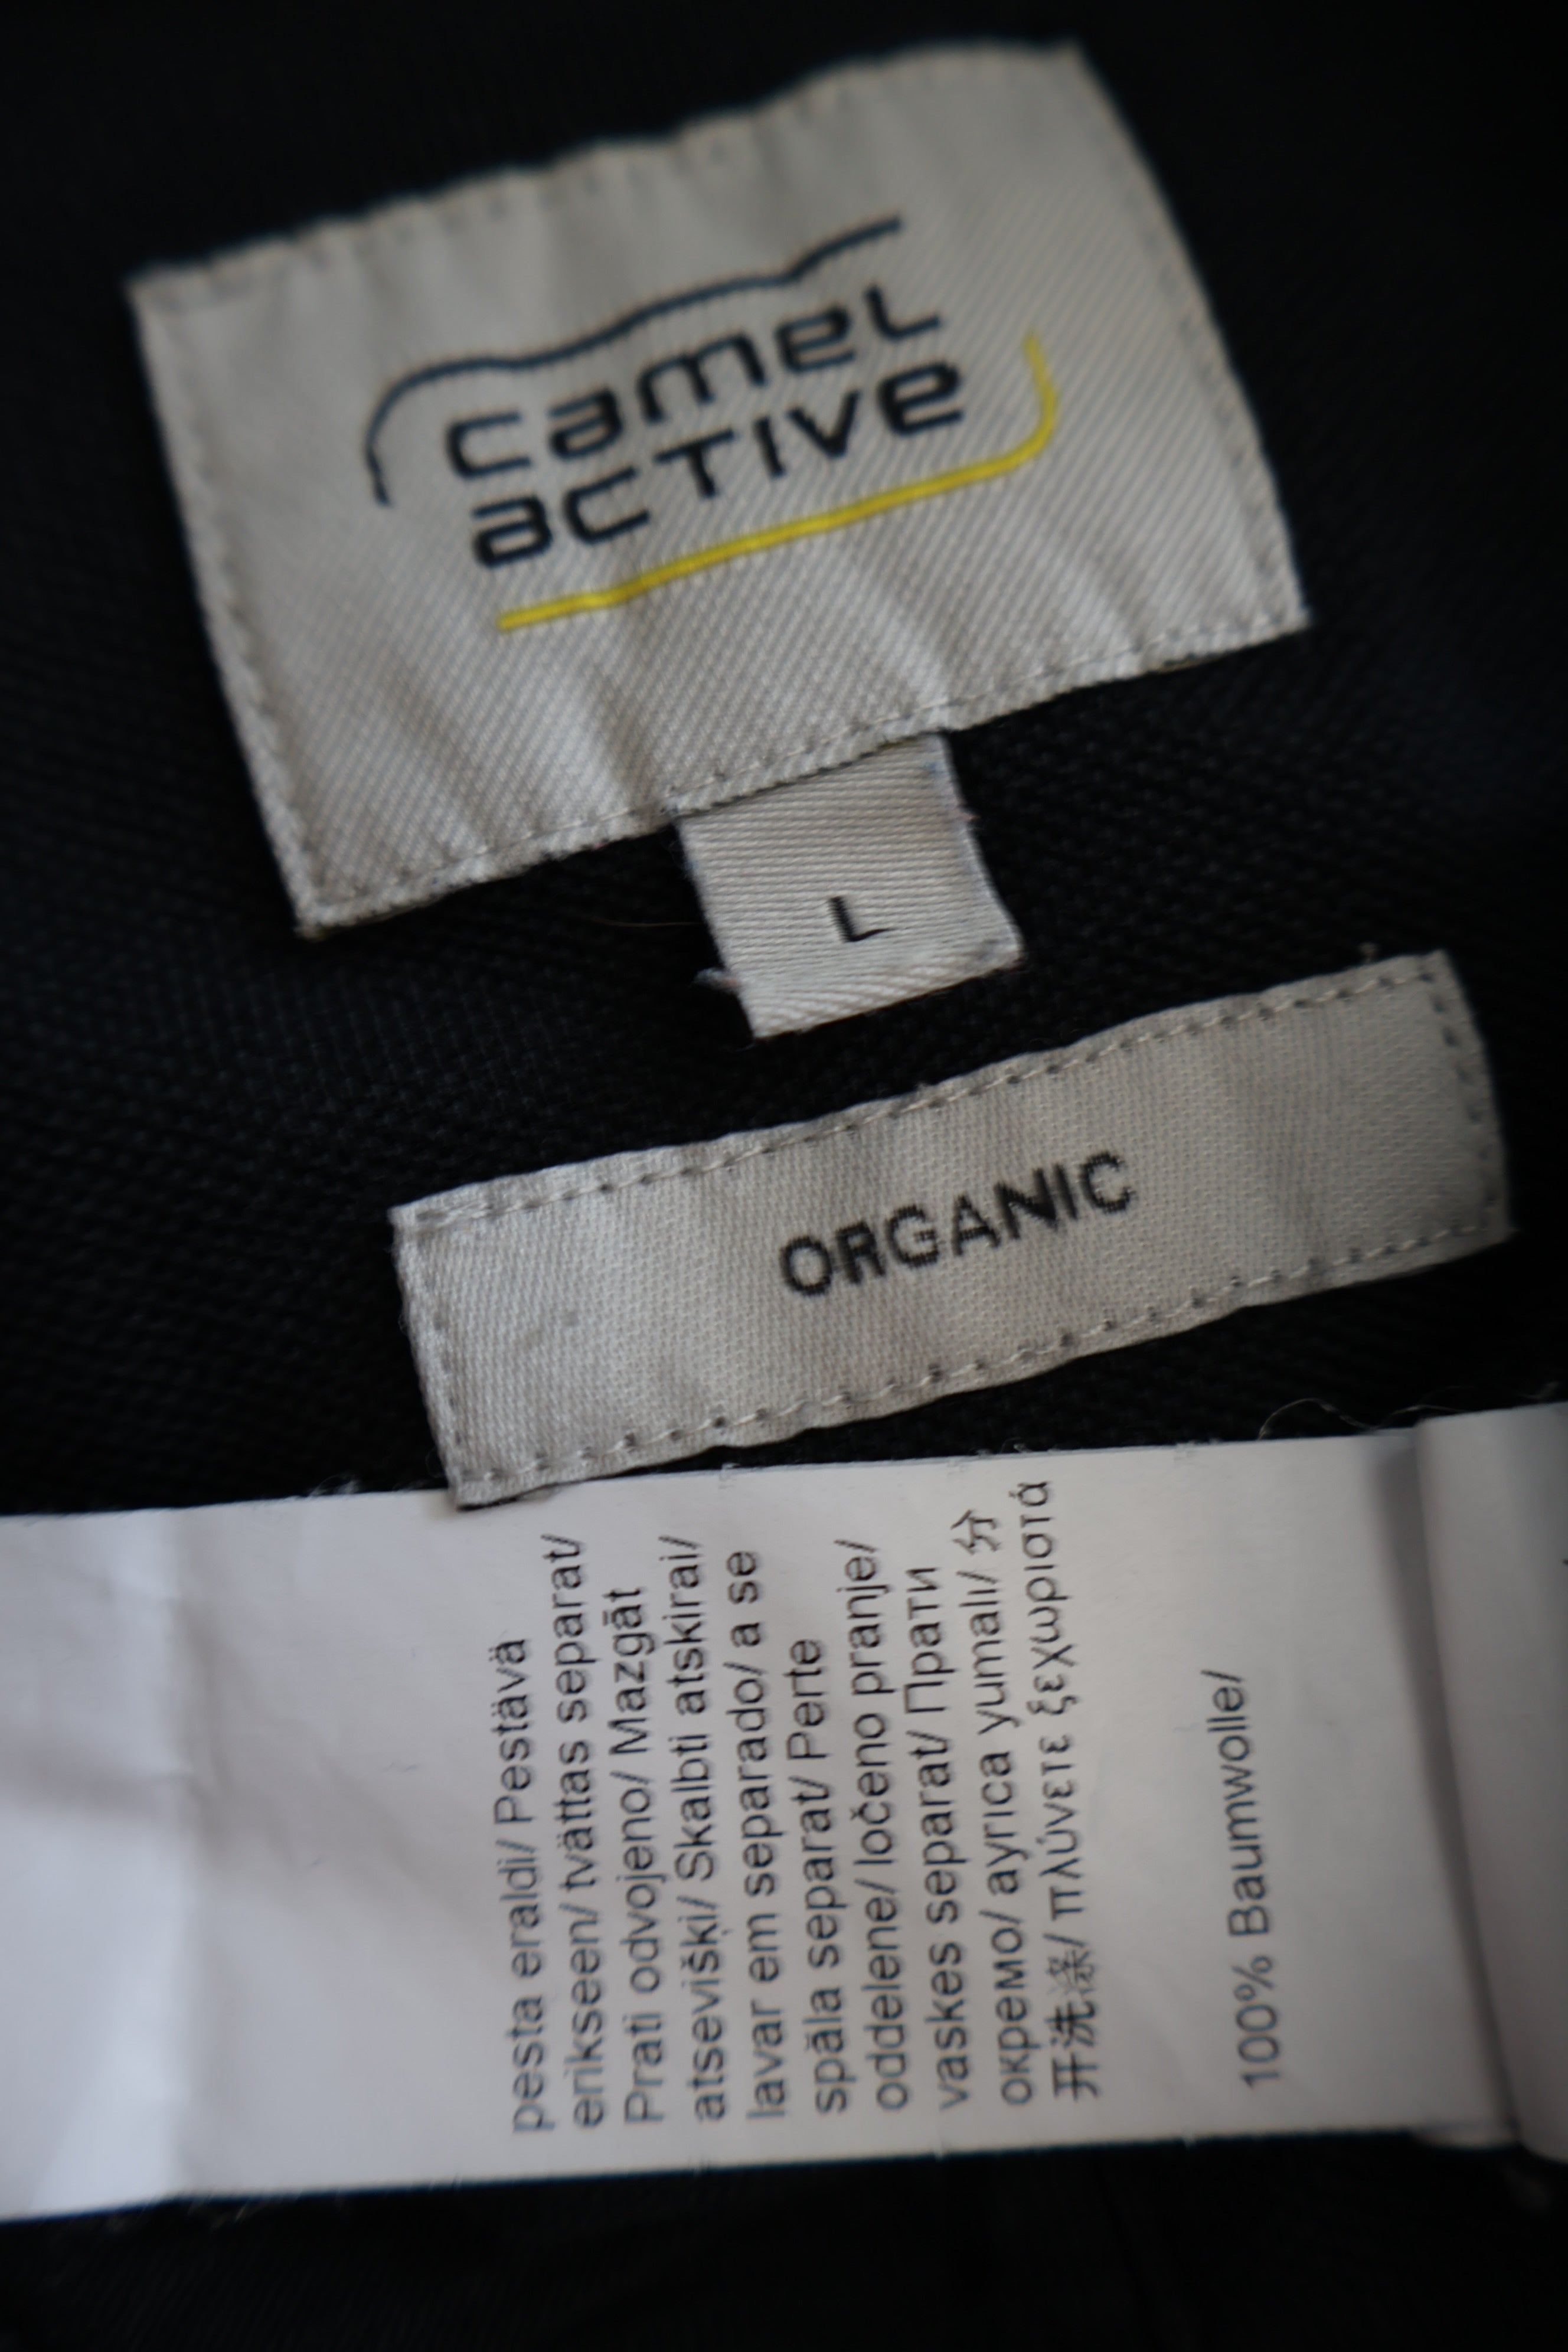 camel
active
L
ORGANIC
pesta eraldi/ Pestävä
erikseen/ tvättas separat/
Prati odvojeno/ Mazgāt
atsevišķi/ Skalbti atskirai/
lavar em separado/ a se
spăla separat/ Perte
oddelene/ ločeno pranje/
vaskes separat/ Прати
окремо/ ayrıca yumalı/ 分
开洗涤/ πλύνετε ξεχωριστά
100% Baumwolle/